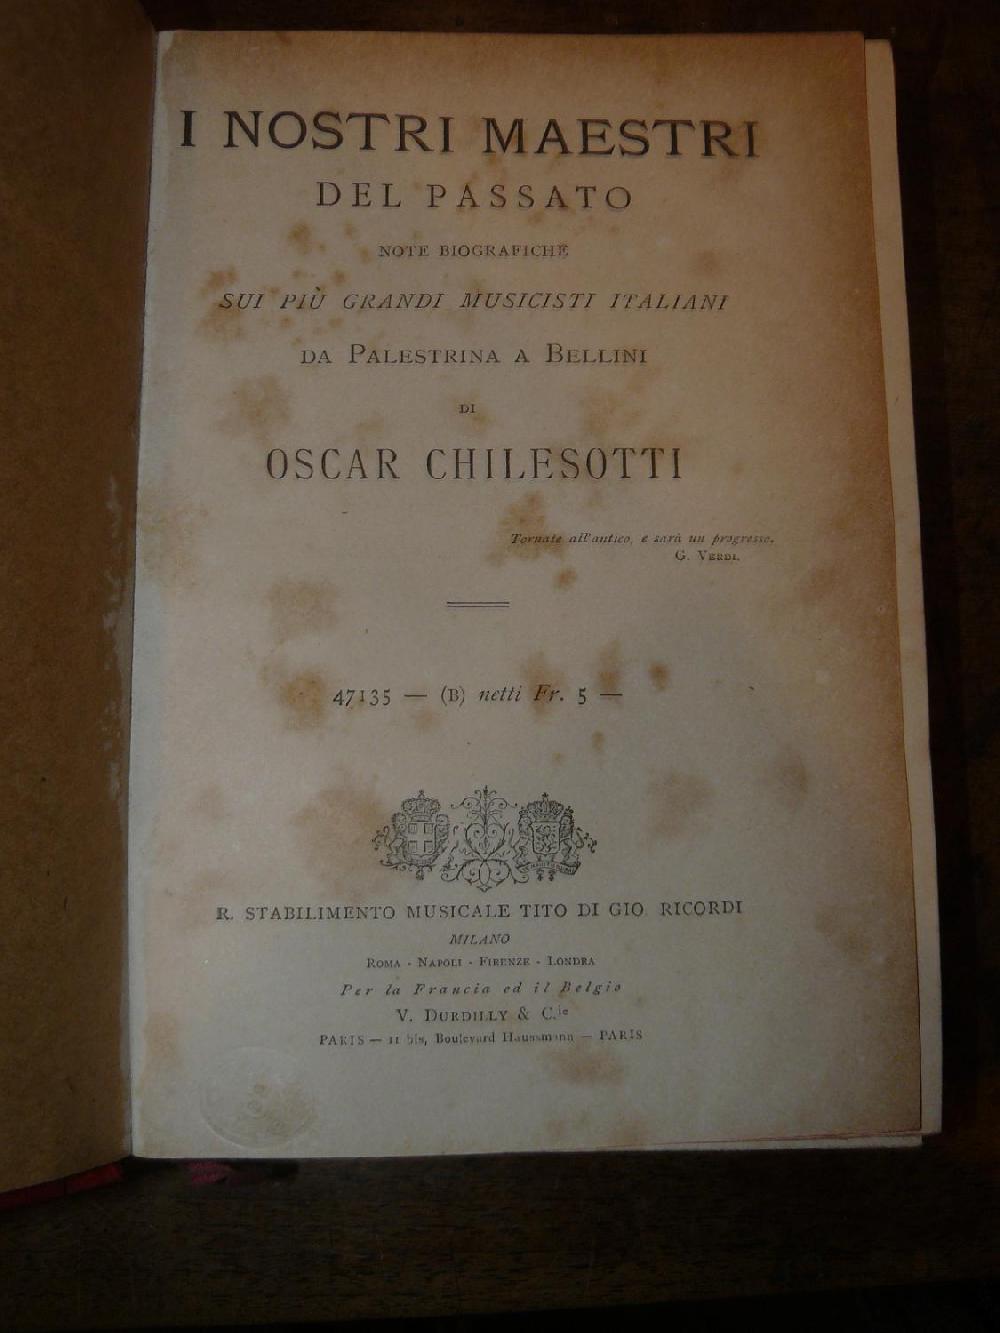 I NOSTRI MAESTRI
DEL PASSATO
NOTE BIOGRAFICHE
SUI PIÙ GRANDI MUSICISTI ITALIANI
DA PALESTRINA A BELLINI
DI
OSCAR CHILESOTTI
Tornate all'antico, e sarà un progresso.
G. VERDI.
47135 — (B) netti Fr. 5 —
R. STABILIMENTO MUSICALE TITO DI GIO. RICORDI
MILANO
ROMA - NAPOLI - FIRENZE - LONDRA
Per la Francia ed il Belgio
V. DURDILLY & C.ie
PARIS — 11 bis, Boulevard Haussmann — PARIS